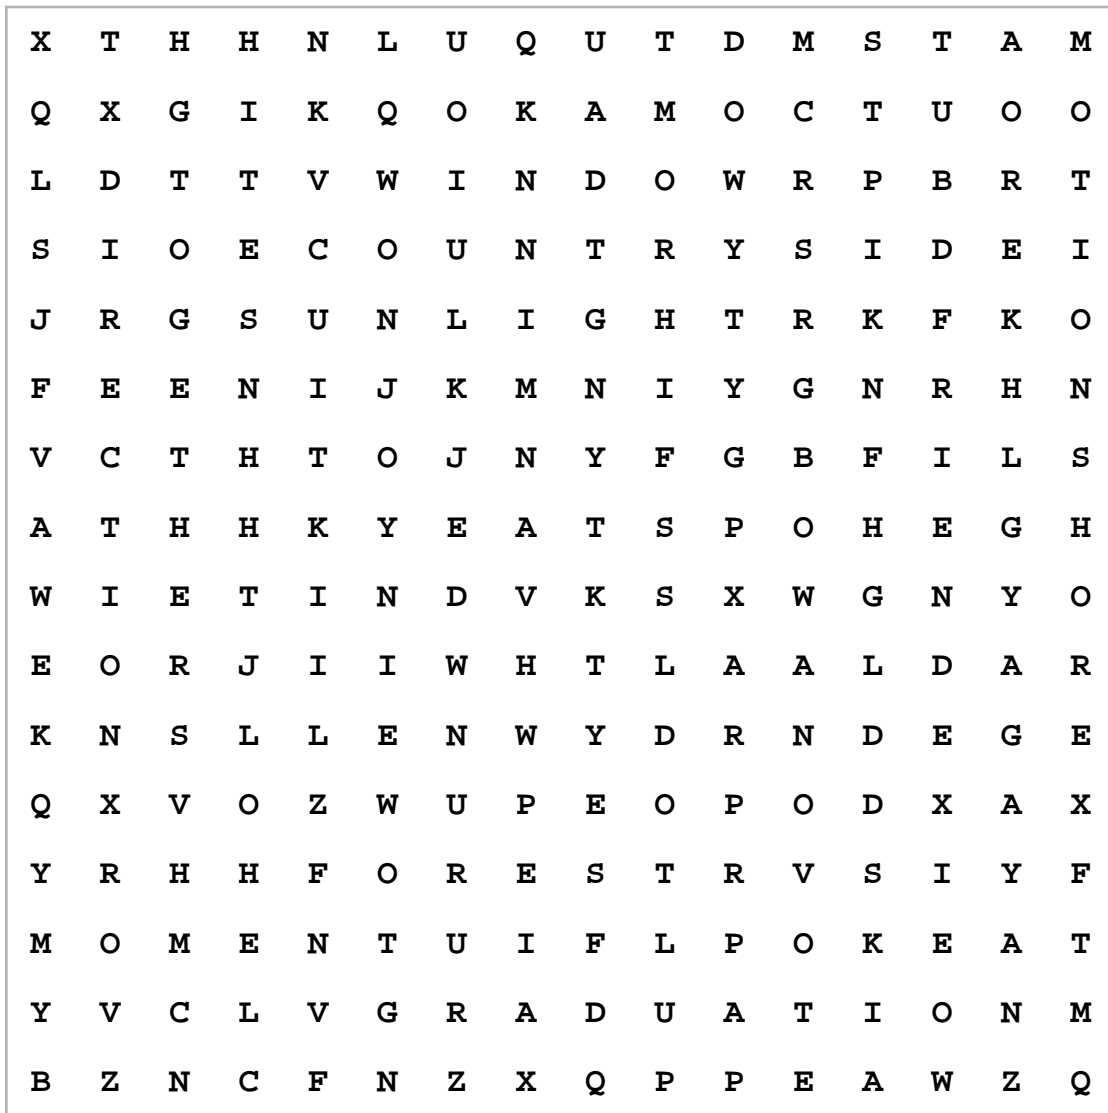 X T H H N L U Q U T D M S T A M
Q X G I K Q O K A M O C T U O O
L D T T V W I N D O W R P B R T
S I O E C O U N T R Y S I D E I
J R G S U N L I G H T R K F K O
F E E N I J K M N I Y G N R H N
V C T H T O J N Y F G B F I L S
A T H H K Y E A T S P O H E G H
W I E T I N D V K S X W G N Y O
E O R J I I W H T L A A L D A R
K N S L L E N W Y D R N D E G E
Q X V O Z W U P E O P O D X A X
Y R H H F O R E S T R V S I Y F
M O M E N T U I F L P O K E A T
Y V C L V G R A D U A T I O N M
B Z N C F N Z X Q P P E A W Z Q